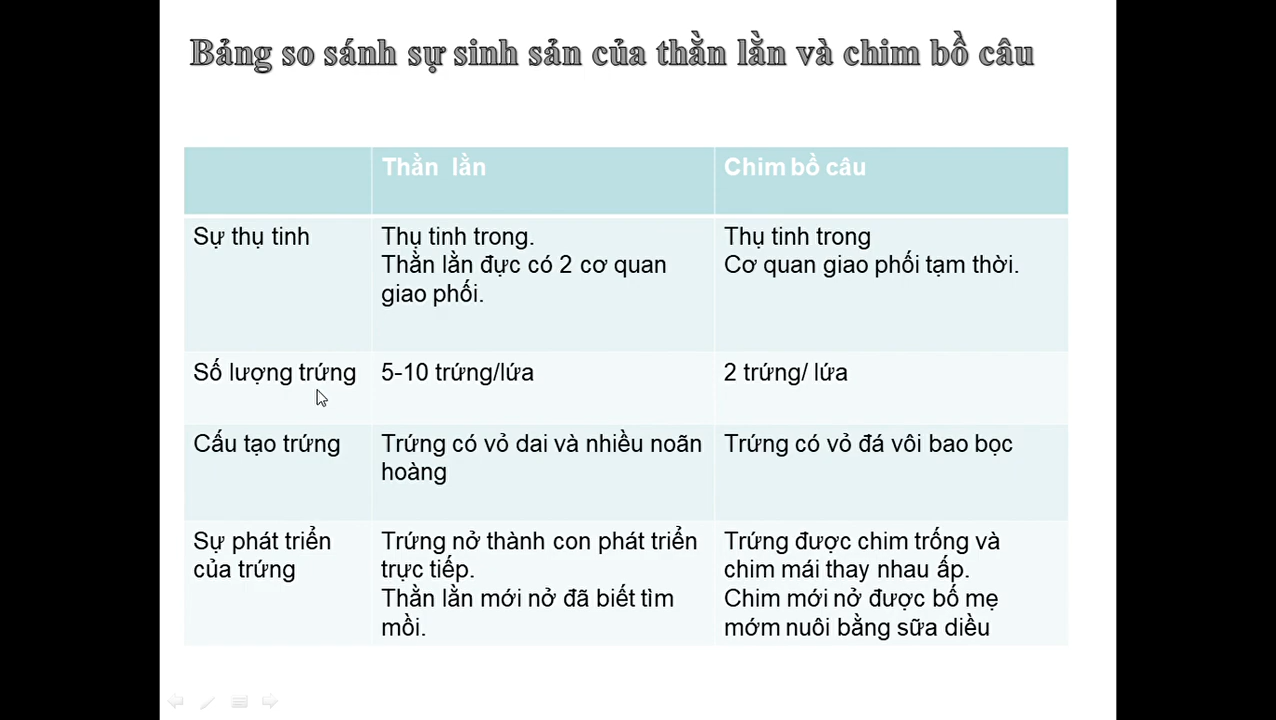 Bảng so sánh sự sinh sản của thằn lằn và chim bồ câu
Thằn lằn
Chim bồ câu
Sự thụ tinh
Thụ tinh trong.
Thằn lằn đực có 2 cơ quan
giao phối.
Thụ tinh trong
Cơ quan giao phối tạm thời.
Số lượng trứng
5-10 trứng/lứa
2 trứng/ lứa
Cấu tạo trứng
Trứng có vỏ dai và nhiều noãn
hoàng
Trứng có vỏ đá vôi bao bọc
Sự phát triển
của trứng
Trứng nở thành con phát triển
trực tiếp.
Thằn lằn mới nở đã biết tìm
mồi.
Trứng được chim trống và
chim mái thay nhau ấp.
Chim mới nở được bố mẹ
mớm nuôi bằng sữa diều